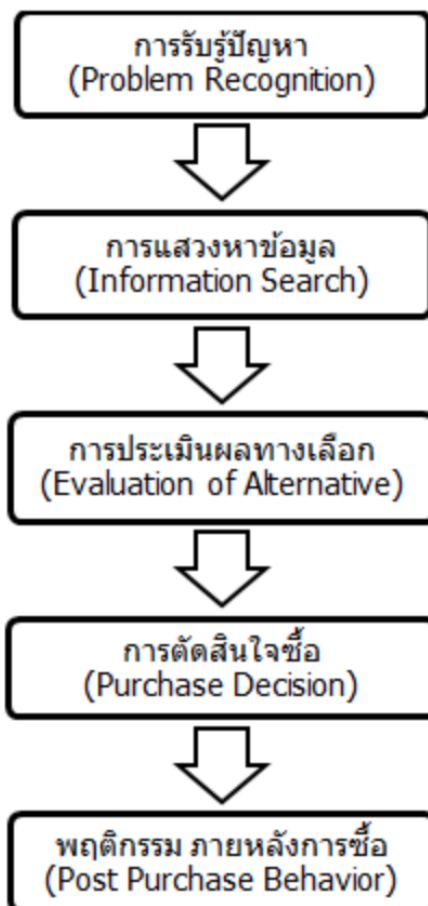 การรับรู้ปัญหา
(Problem Recognition)
การแสวงหาข้อมูล
(Information Search)
การประเมินผลทางเลือก
(Evaluation of Alternative)
การตัดสินใจซื้อ
(Purchase Decision)
พฤติกรรม ภายหลังการซื้อ
(Post Purchase Behavior)